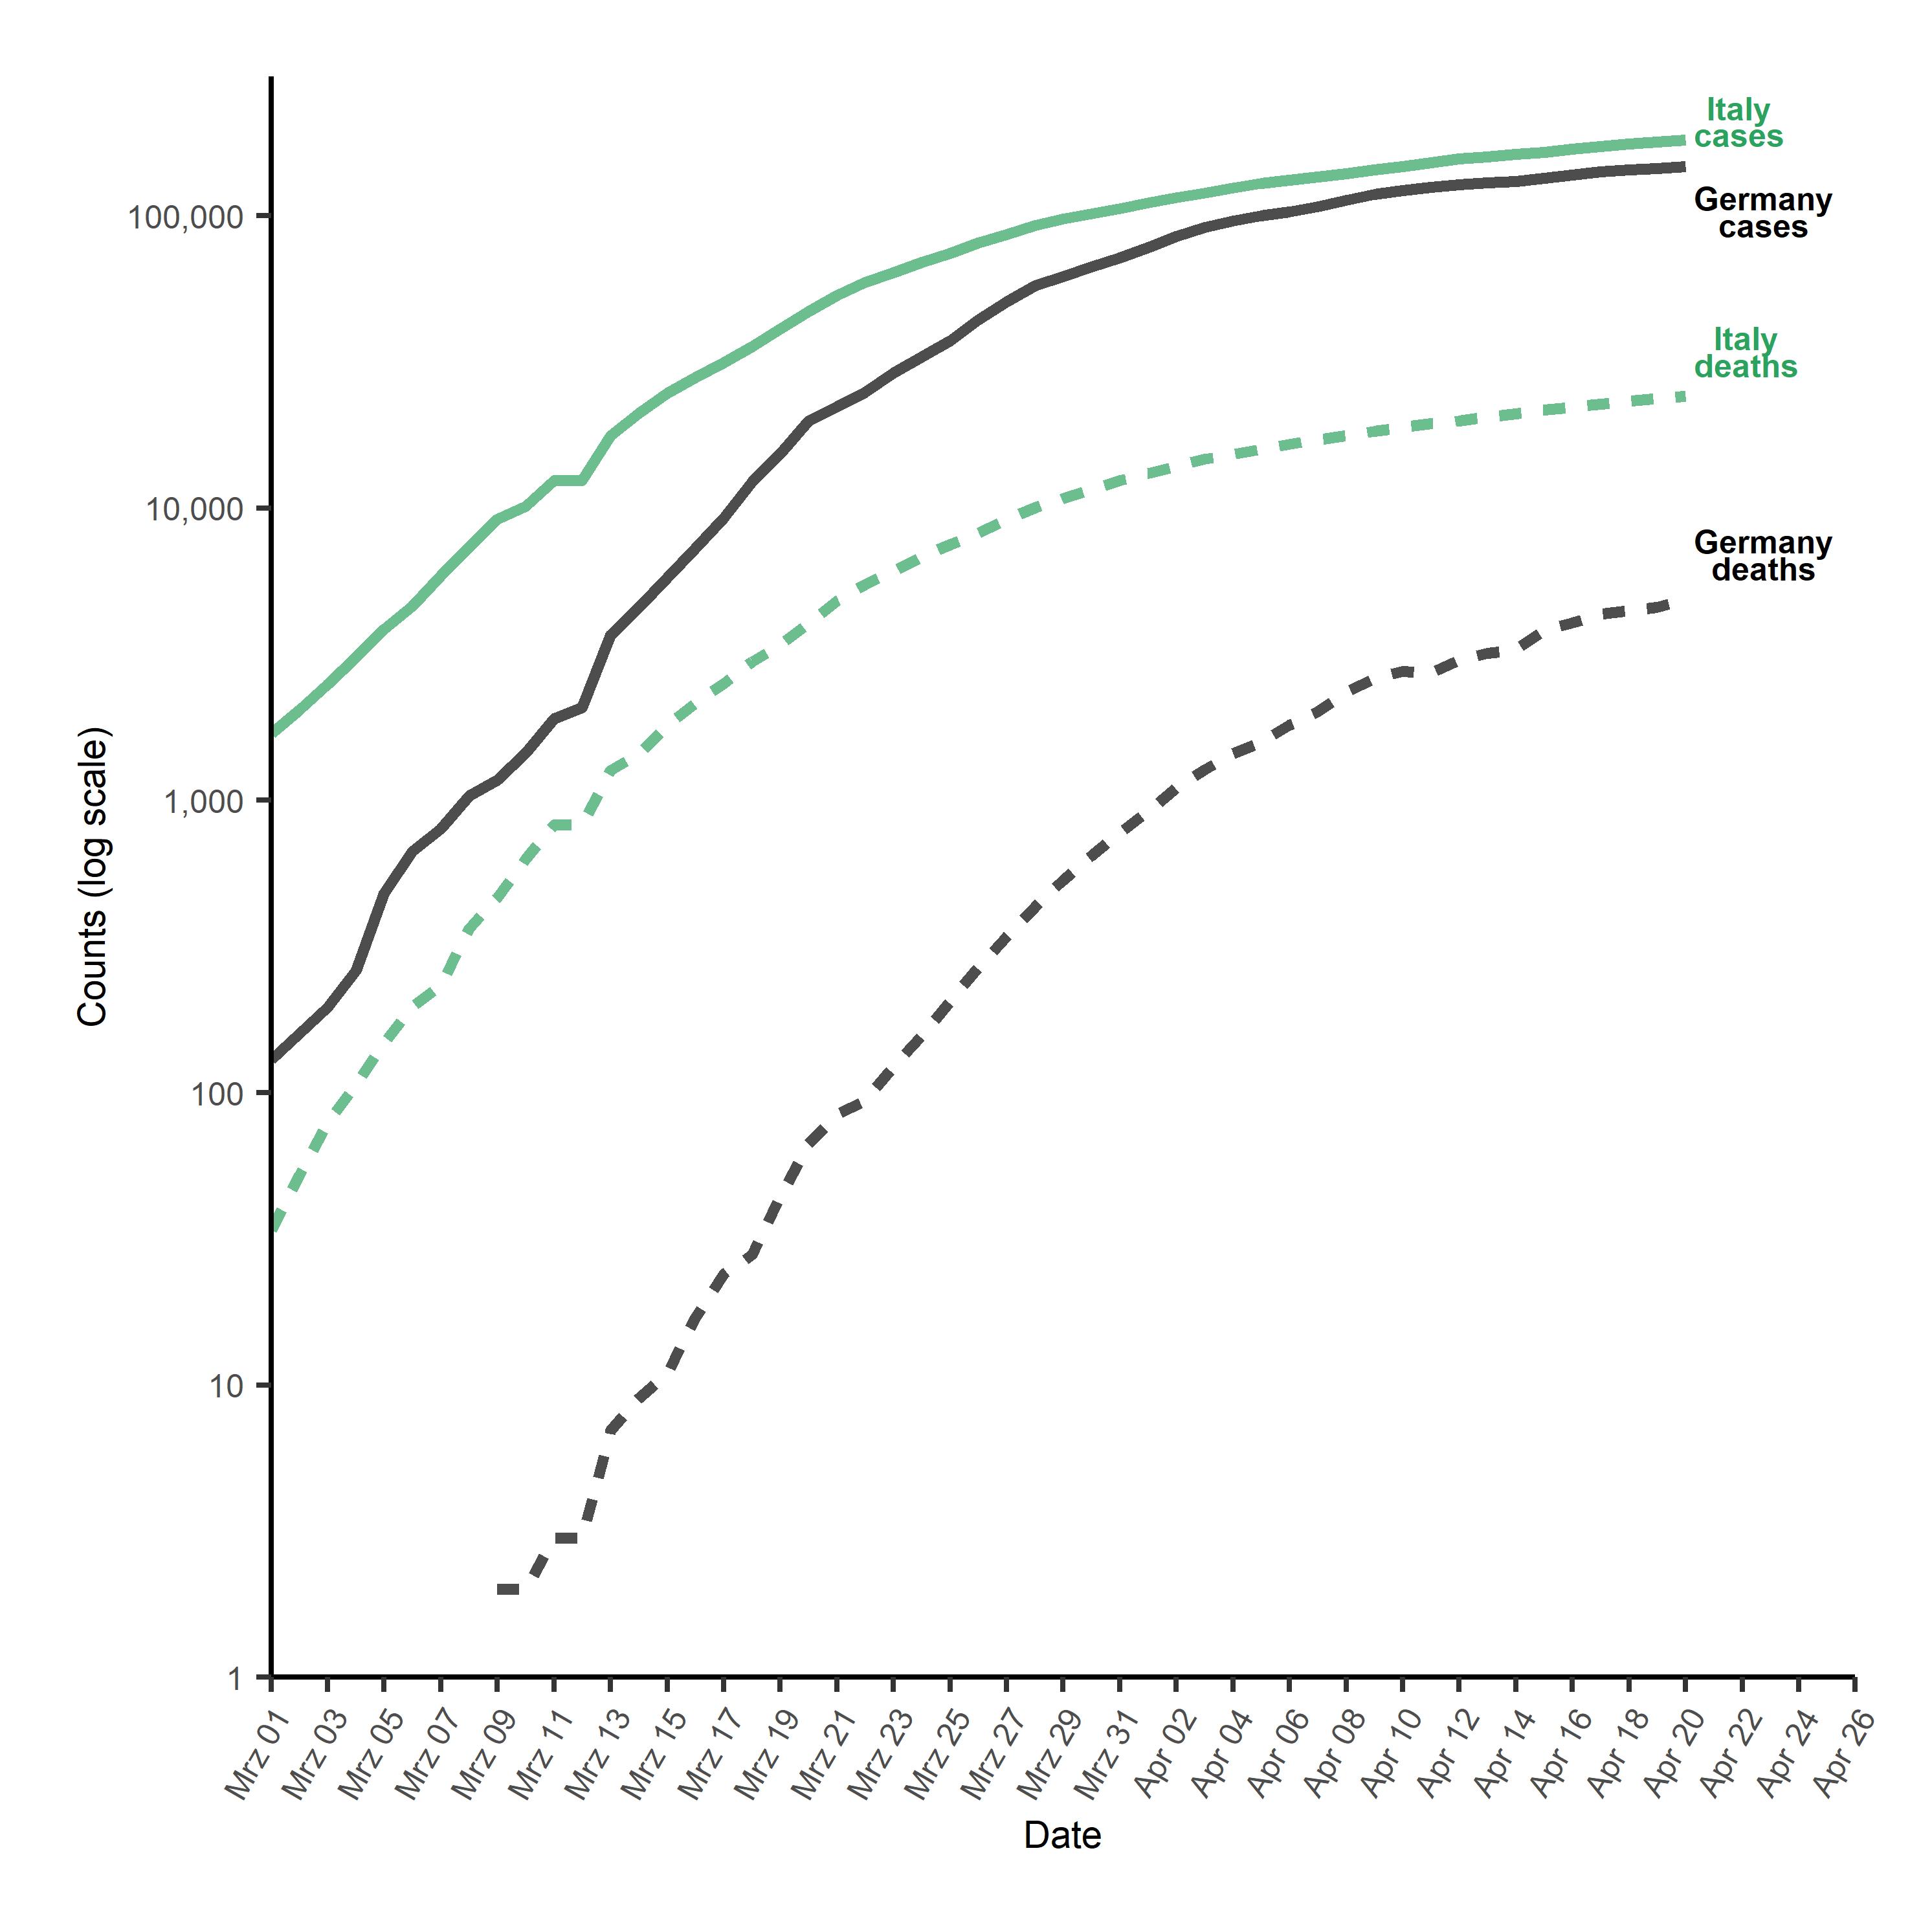 Italy
cases
Germany
cases
Italy
deaths
Germany
deaths
100,000
10,000
1,000
100
10
1
Counts (log scale)
Mrz 01
Mrz 03
Mrz 05
Mrz 07
Mrz 09
Mrz 11
Mrz 13
Mrz 15
Mrz 17
Mrz 19
Mrz 21
Mrz 23
Mrz 25
Mrz 27
Mrz 29
Mrz 31
Apr 02
Apr 04
Apr 06
Apr 08
Apr 10
Apr 12
Apr 14
Apr 16
Apr 18
Apr 20
Apr 22
Apr 24
Apr 26
Date